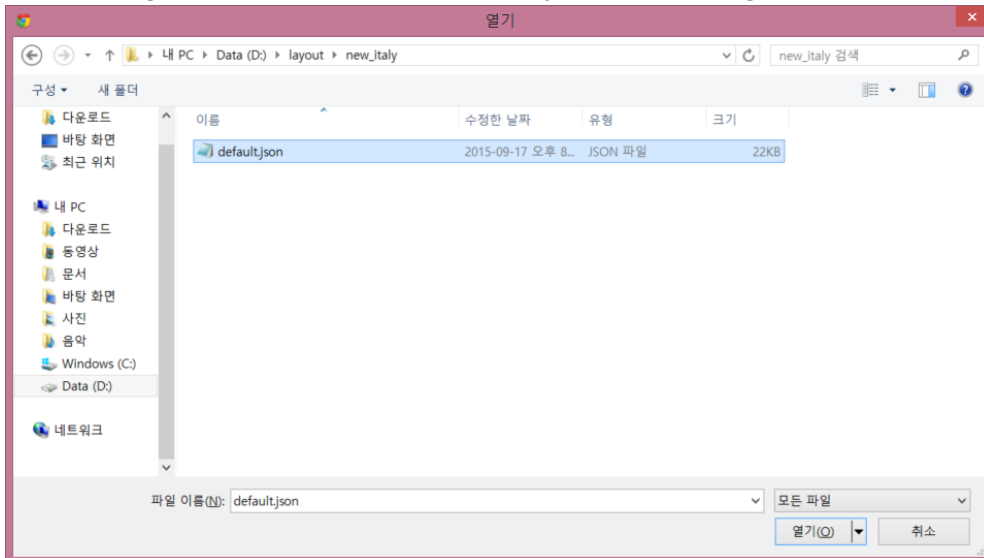 열기
내 PC ▸ Data (D:) ▸ layout ▸ new_italy
new_italy 검색
구성 새 폴더
이름 수정한 날짜 유형 크기
default.json 2015-09-17 오후 8... JSON 파일 22KB
다운로드
바탕 화면
최근 위치
내 PC
다운로드
동영상
문서
바탕 화면
사진
음악
Windows (C:)
Data (D:)
네트워크
파일 이름(N): default.json 모든 파일
열기(O) 취소